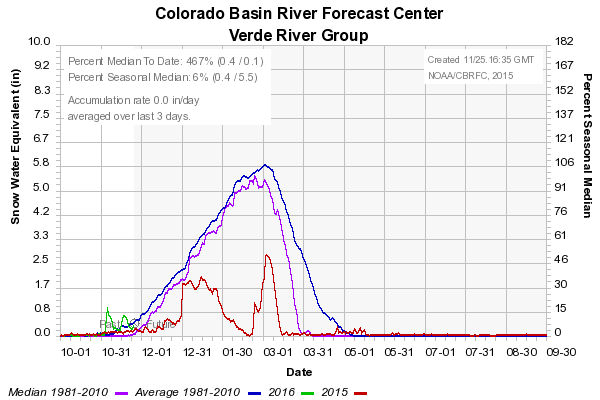 Colorado Basin River Forecast Center
Verde River Group
Percent Median To Date: 467% (0.4 / 0.1)
Percent Seasonal Median: 6% (0.4 / 5.5)
Accumulation rate 0.0 in/day
averaged over last 3 days.
Created 11/25.16:35 GMT
NOAA/CBRFC, 2015
Snow Water Equivalent (in)
10.0
9.2
8.3
7.5
6.7
5.8
5.0
4.2
3.3
2.5
1.7
0.8
0.0
182
167
152
137
121
106
91
76
61
46
30
15
0
Percent Seasonal Median
Past Future
10-01 10-31 12-01 12-31 01-30 03-01 03-31 05-01 05-31 07-01 07-31 08-30 09-30
Date
Median 1981-2010 Average 1981-2010 2016 2015